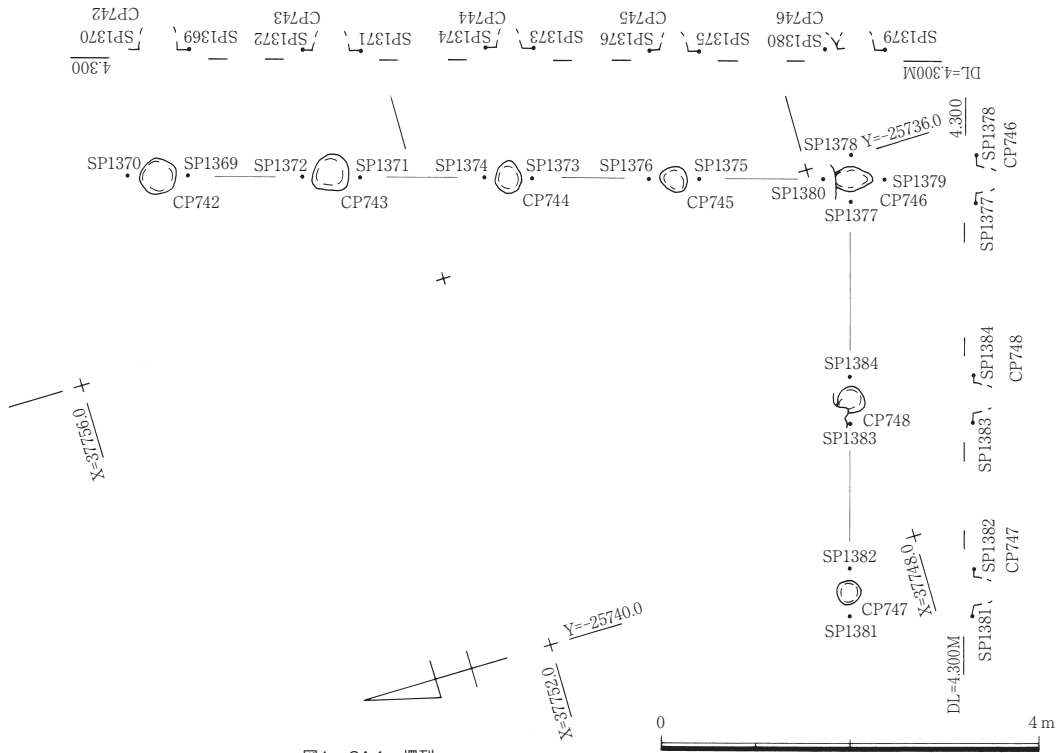 CP742
SP1370
SP1369
4.300
CP743
SP1372
SP1371
CP744
SP1374
SP1373
CP745
SP1376
SP1375
CP746
SP1380
SP1379
DL=4.300M
SP1370
SP1369
CP742
SP1372
SP1371
CP743
SP1374
SP1373
CP744
SP1376
SP1375
CP745
SP1378
Y=-25736.0
SP1380
SP1379
CP746
SP1377
4.300
SP1378
CP746
SP1377
SP1384
CP748
SP1383
SP1384
CP748
SP1383
X=37756.0
SP1382
CP747
SP1381
X=37748.0
SP1382
CP747
SP1381
DL=4.300M
Y=-25740.0
X=37752.0
0
4m